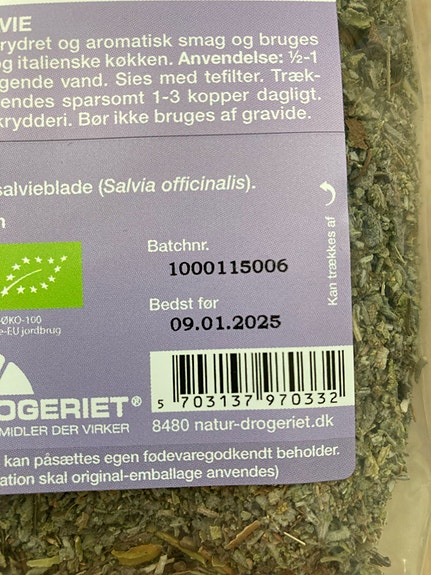 VIE
rydret og aromatisk smag og bruges
g italienske køkken. Anvendelse: ½-1
gende vand. Sies med tefilter. Træk-
endes sparsomt 1-3 kopper dagligt.
krydderi. Bør ikke bruges af gravide.
salvieblade (Salvia officinalis).
n
Kan trækkes af
Batchnr.
1000115006
Bedst før
09.01.2025
-ØKO-100
e-EU jordbrug
5 703137 970332
ROGERIET®
MIDLER DER VIRKER
8480 natur-drogeriet.dk
kan påsættes egen fødevaregodkendt beholder.
ation skal original-emballage anvendes)